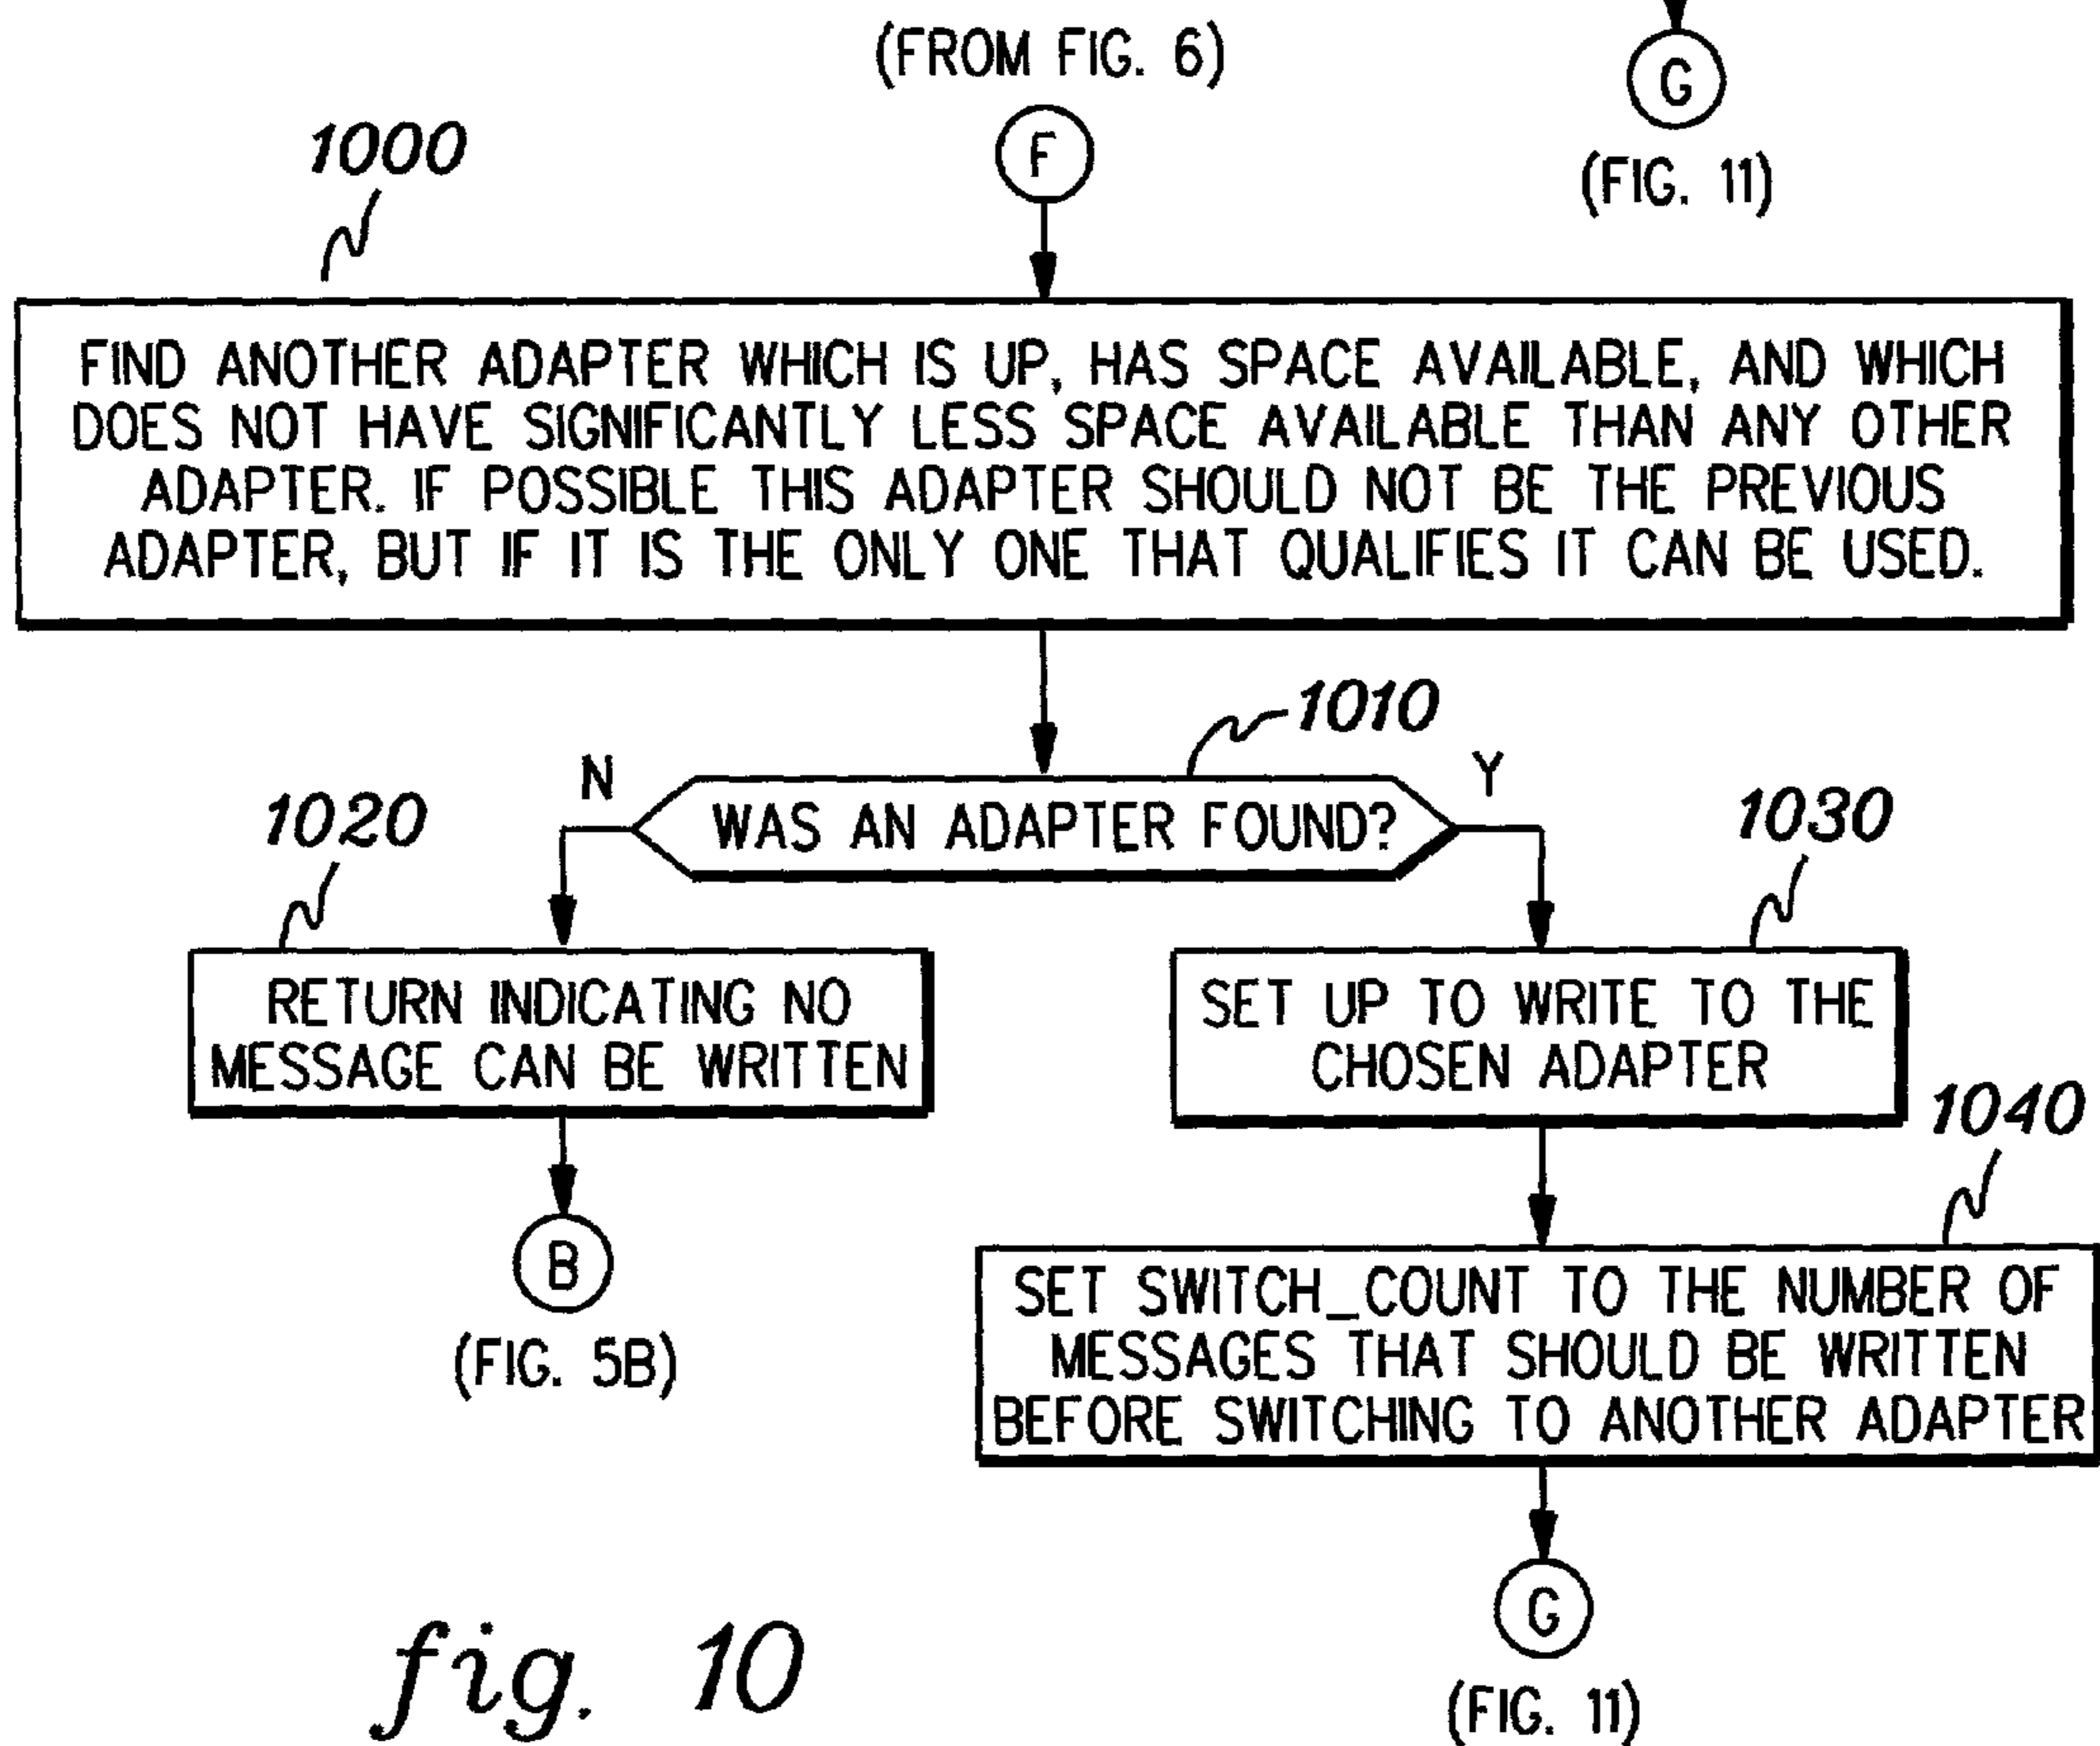 (FROM FIG. 6)
G
F
(FIG. 11)
1000
FIND ANOTHER ADAPTER WHICH IS UP, HAS SPACE AVAILABLE, AND WHICH
DOES NOT HAVE SIGNIFICANTLY LESS SPACE AVAILABLE THAN ANY OTHER
ADAPTER. IF POSSIBLE THIS ADAPTER SHOULD NOT BE THE PREVIOUS
ADAPTER, BUT IF IT IS THE ONLY ONE THAT QUALIFIES IT CAN BE USED.
1010
N
Y
WAS AN ADAPTER FOUND?
1020
RETURN INDICATING NO
MESSAGE CAN BE WRITTEN
B
(FIG. 5B)
1030
SET UP TO WRITE TO THE
CHOSEN ADAPTER
1040
SET SWITCH_COUNT TO THE NUMBER OF
MESSAGES THAT SHOULD BE WRITTEN
BEFORE SWITCHING TO ANOTHER ADAPTER
G
(FIG. 11)
fig. 10